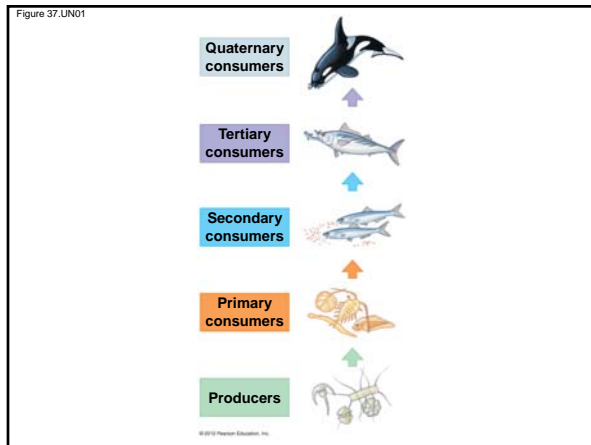 Figure 37.UN01
Quaternary
consumers
Tertiary
consumers
Secondary
consumers
Primary
consumers
Producers
© 2012 Pearson Education, Inc.